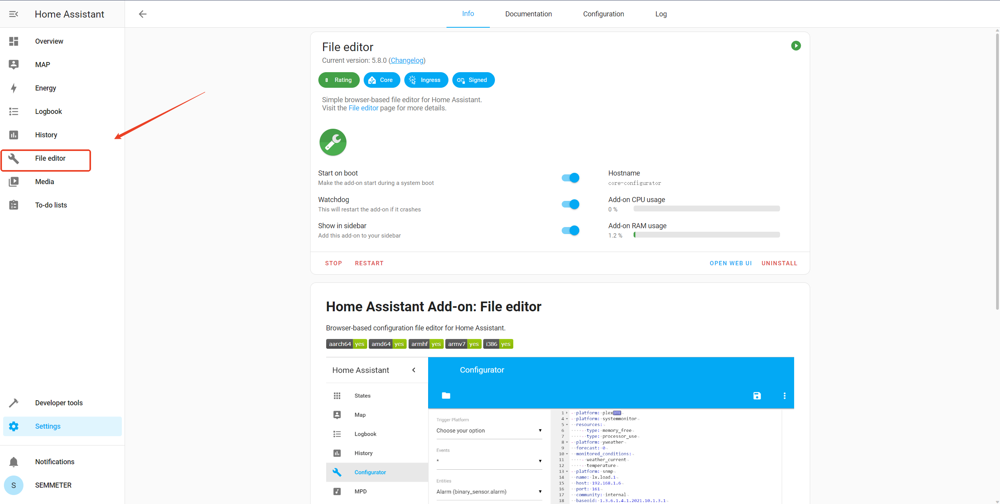 Home Assistant
Overview
MAP
Energy
Logbook
History
File editor
Media
To-do lists
Developer tools
Settings
Notifications
S SEMMETER
Info Documentation Configuration Log
File editor
Current version: 5.8.0 (Changelog)
8 Rating Core Ingress Signed
Simple browser-based file editor for Home Assistant.
Visit the File editor page for more details.
Start on boot
Make the add-on start during a system boot
Watchdog
This will restart the add-on if it crashes
Show in sidebar
Add this add-on to your sidebar
Hostname
core-configurator
Add-on CPU usage
0 %
Add-on RAM usage
1.2 %
STOP RESTART OPEN WEB UI UNINSTALL
Home Assistant Add-on: File editor
Browser-based configuration file editor for Home Assistant.
aarch64 yes amd64 yes armhf yes armv7 yes i386 yes
Home Assistant
Configurator
States
Map
Logbook
History
Configurator
MPD
Trigger Platform
Choose your option
Events
*
Entities
Alarm (binary_sensor.alarm)
1 - platform: plex
4 - platform: systemmonitor
5 resources:
6 - type: memory_free
7 - type: processor_use
8 - platform: yweather
9 forecast: 0
10 monitored_conditions:
11 - weather_current
12 - temperature
13 - platform: snmp
14 name: lx.load.1
15 host: 192.168.1.6
16 port: 161
17 community: internal
18 baseoid: 1.3.6.1.4.1.2021.10.1.3.1